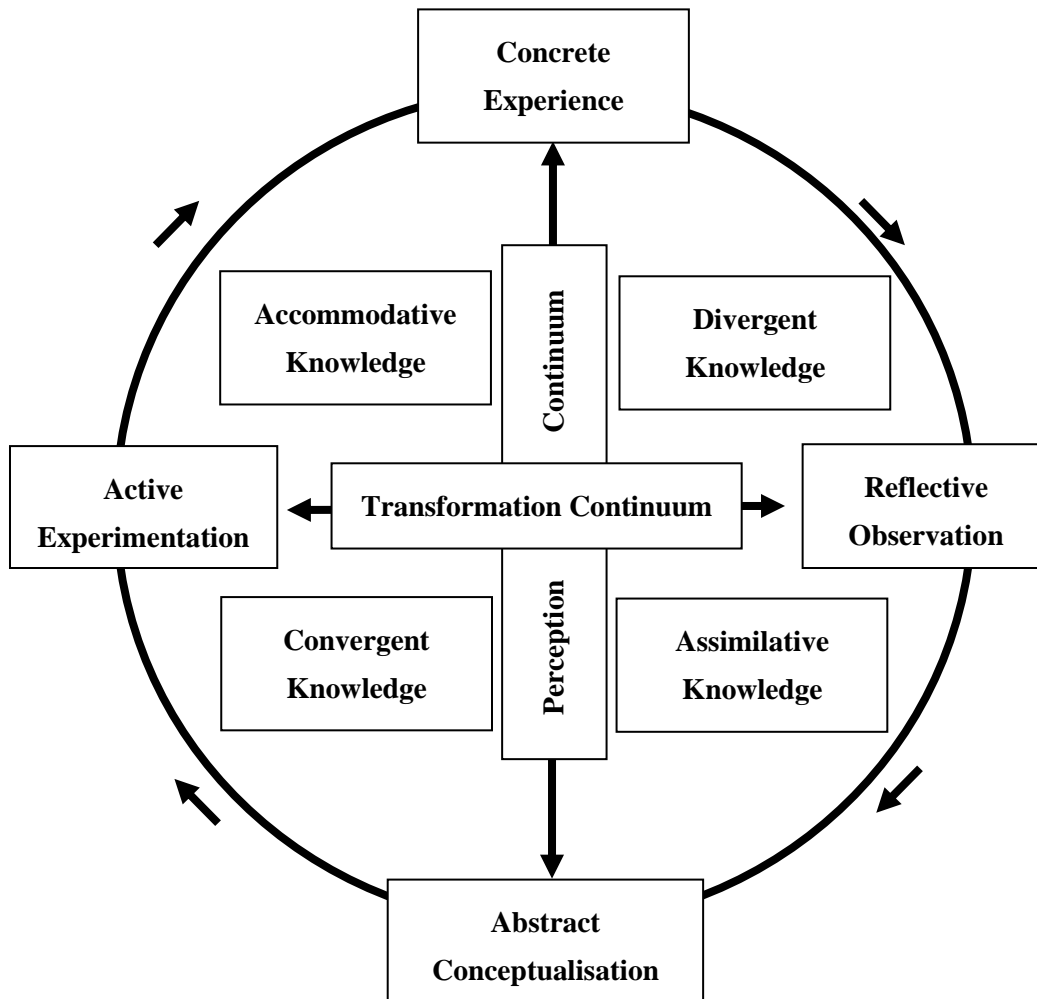 Concrete
Experience
Accommodative
Knowledge
Divergent
Knowledge
Continuum
Active
Experimentation
Transformation Continuum
Reflective
Observation
Perception
Convergent
Knowledge
Assimilative
Knowledge
Abstract
Conceptualisation